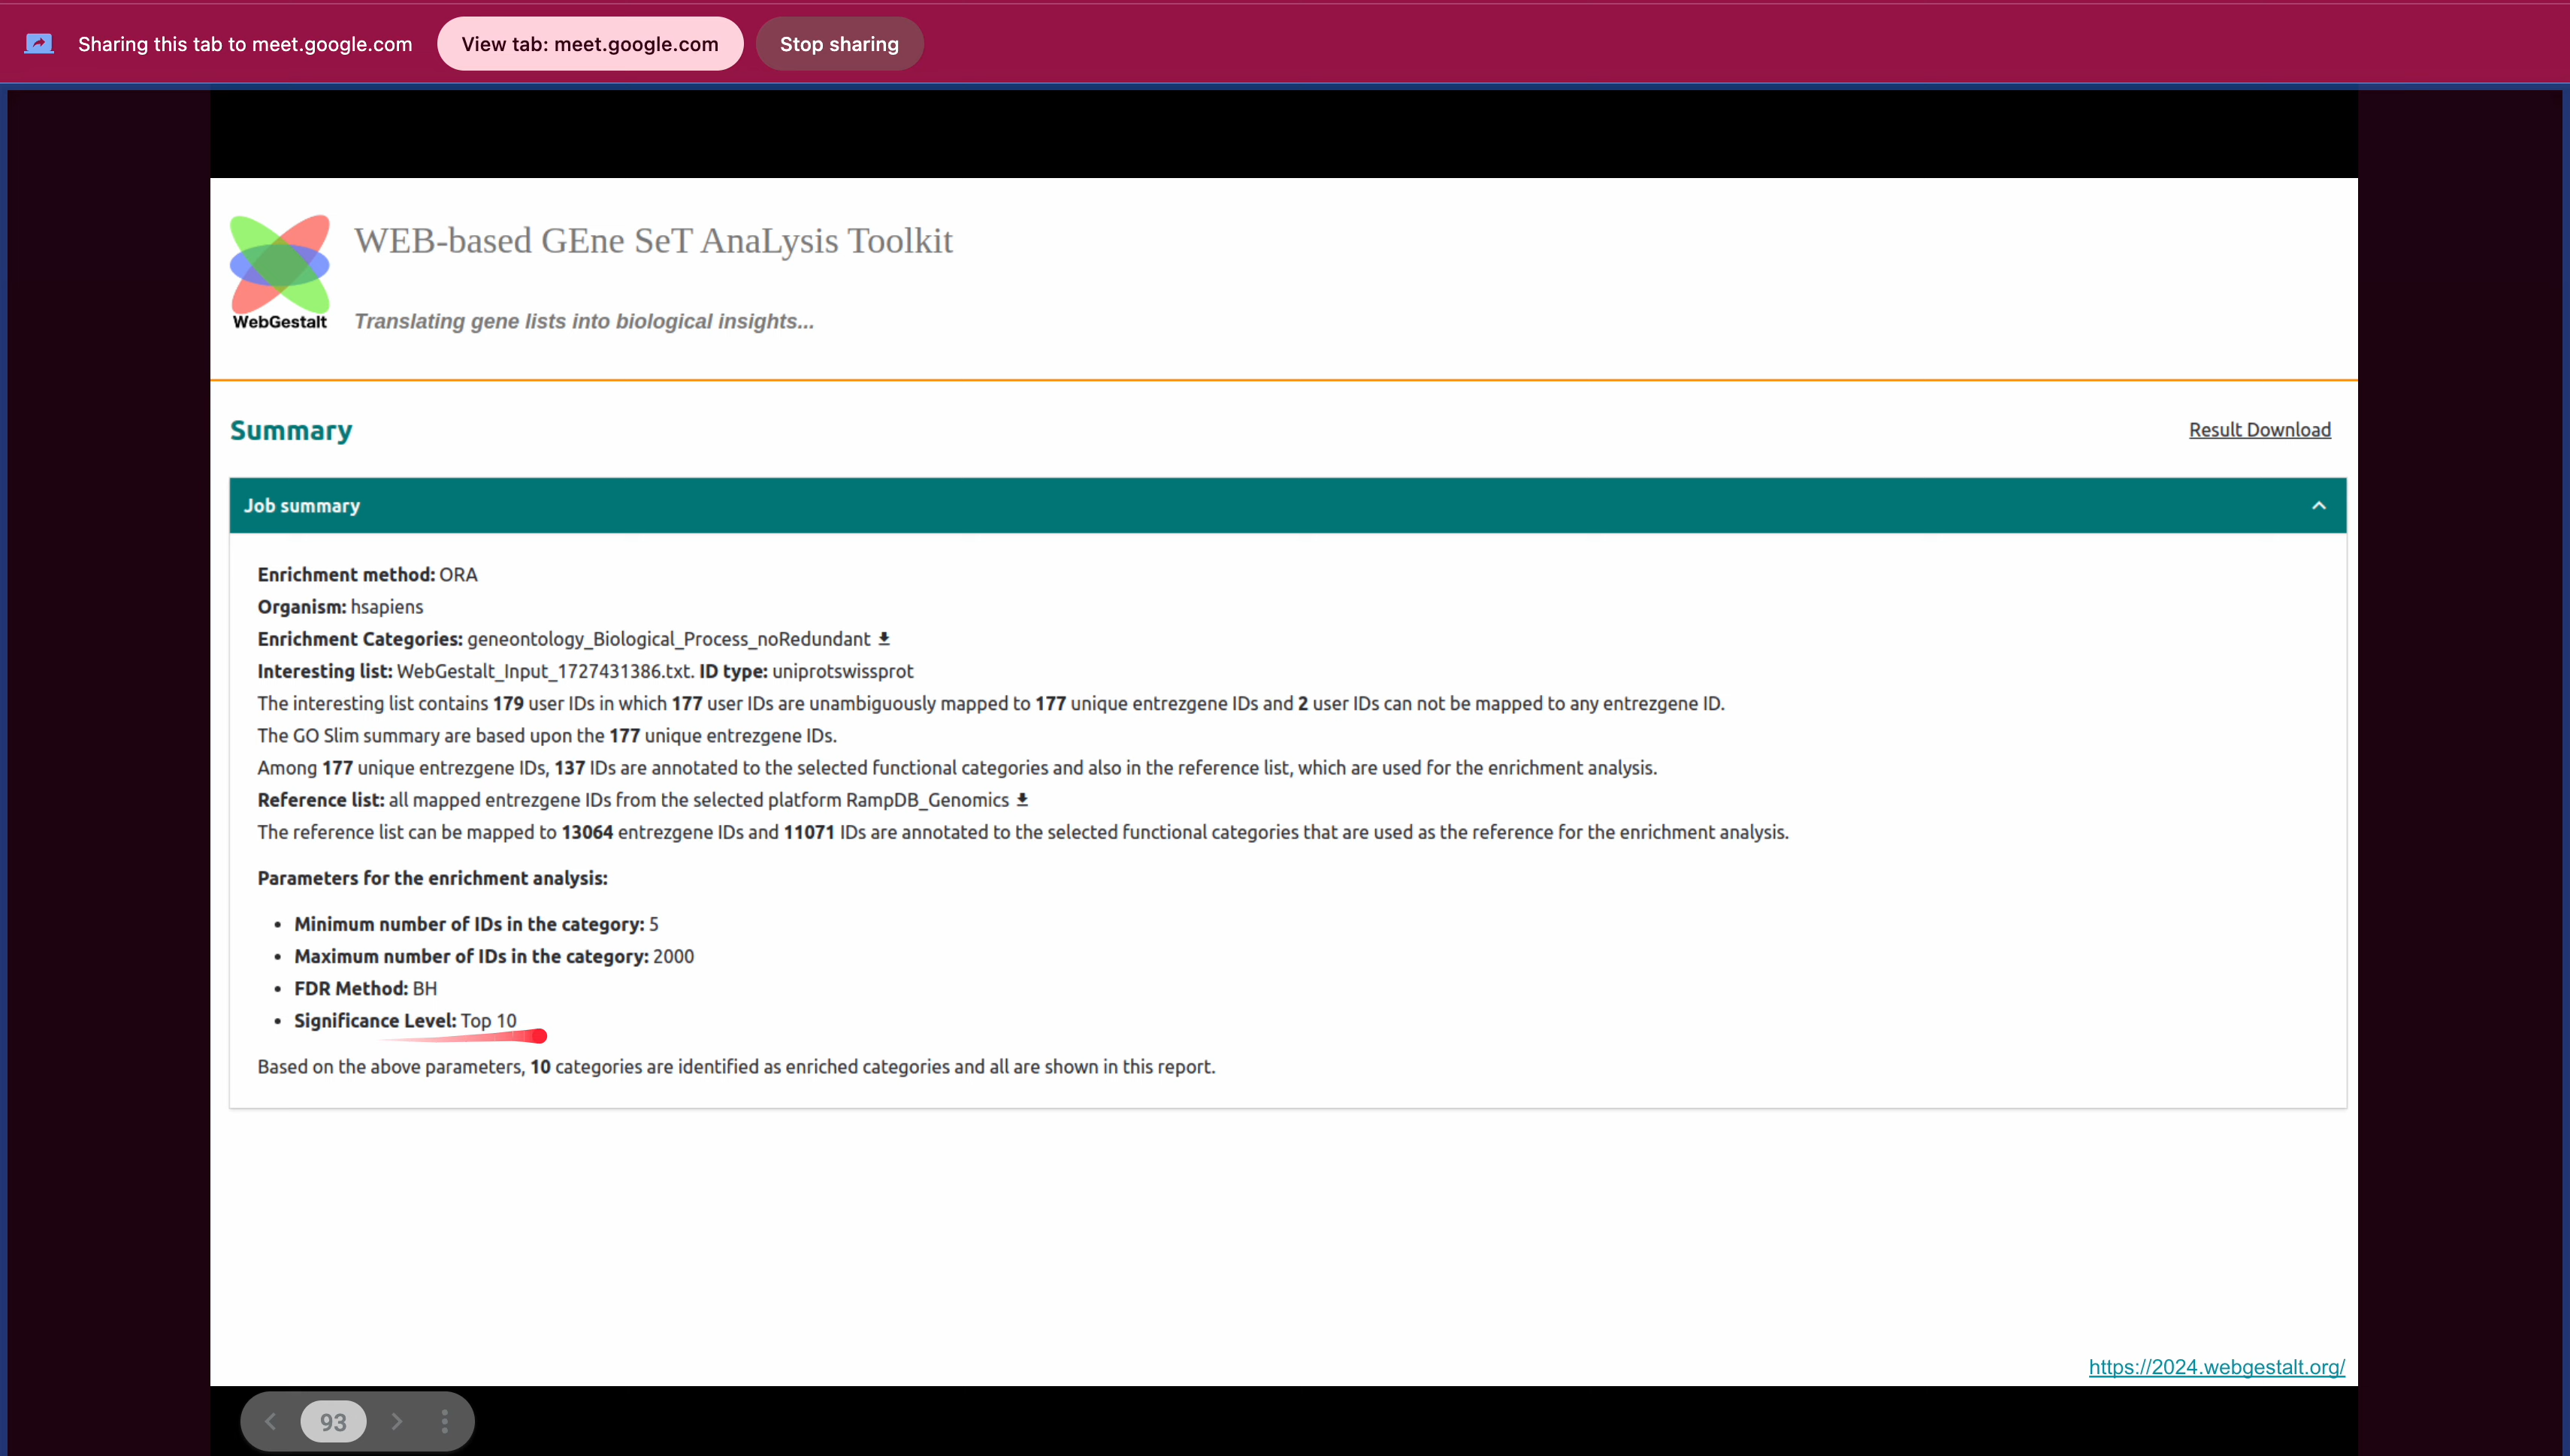 Sharing this tab to meet.google.com View tab: meet.google.com Stop sharing
WEB-based GEne SeT AnaLysis Toolkit
WebGestalt
Translating gene lists into biological insights...
Summary
Result Download
Job summary
Enrichment method: ORA
Organism: hsapiens
Enrichment Categories: geneontology_Biological_Process_noRedundant
Interesting list: WebGestalt_Input_1727431386.txt. ID type: uniprotswissprot
The interesting list contains 179 user IDs in which 177 user IDs are unambiguously mapped to 177 unique entrezgene IDs and 2 user IDs can not be mapped to any entrezgene ID.
The GO Slim summary are based upon the 177 unique entrezgene IDs.
Among 177 unique entrezgene IDs, 137 IDs are annotated to the selected functional categories and also in the reference list, which are used for the enrichment analysis.
Reference list: all mapped entrezgene IDs from the selected platform RampDB_Genomics
The reference list can be mapped to 13064 entrezgene IDs and 11071 IDs are annotated to the selected functional categories that are used as the reference for the enrichment analysis.
Parameters for the enrichment analysis:
• Minimum number of IDs in the category: 5
• Maximum number of IDs in the category: 2000
• FDR Method: BH
• Significance Level: Top 10
Based on the above parameters, 10 categories are identified as enriched categories and all are shown in this report.
https://2024.webgestalt.org/
93